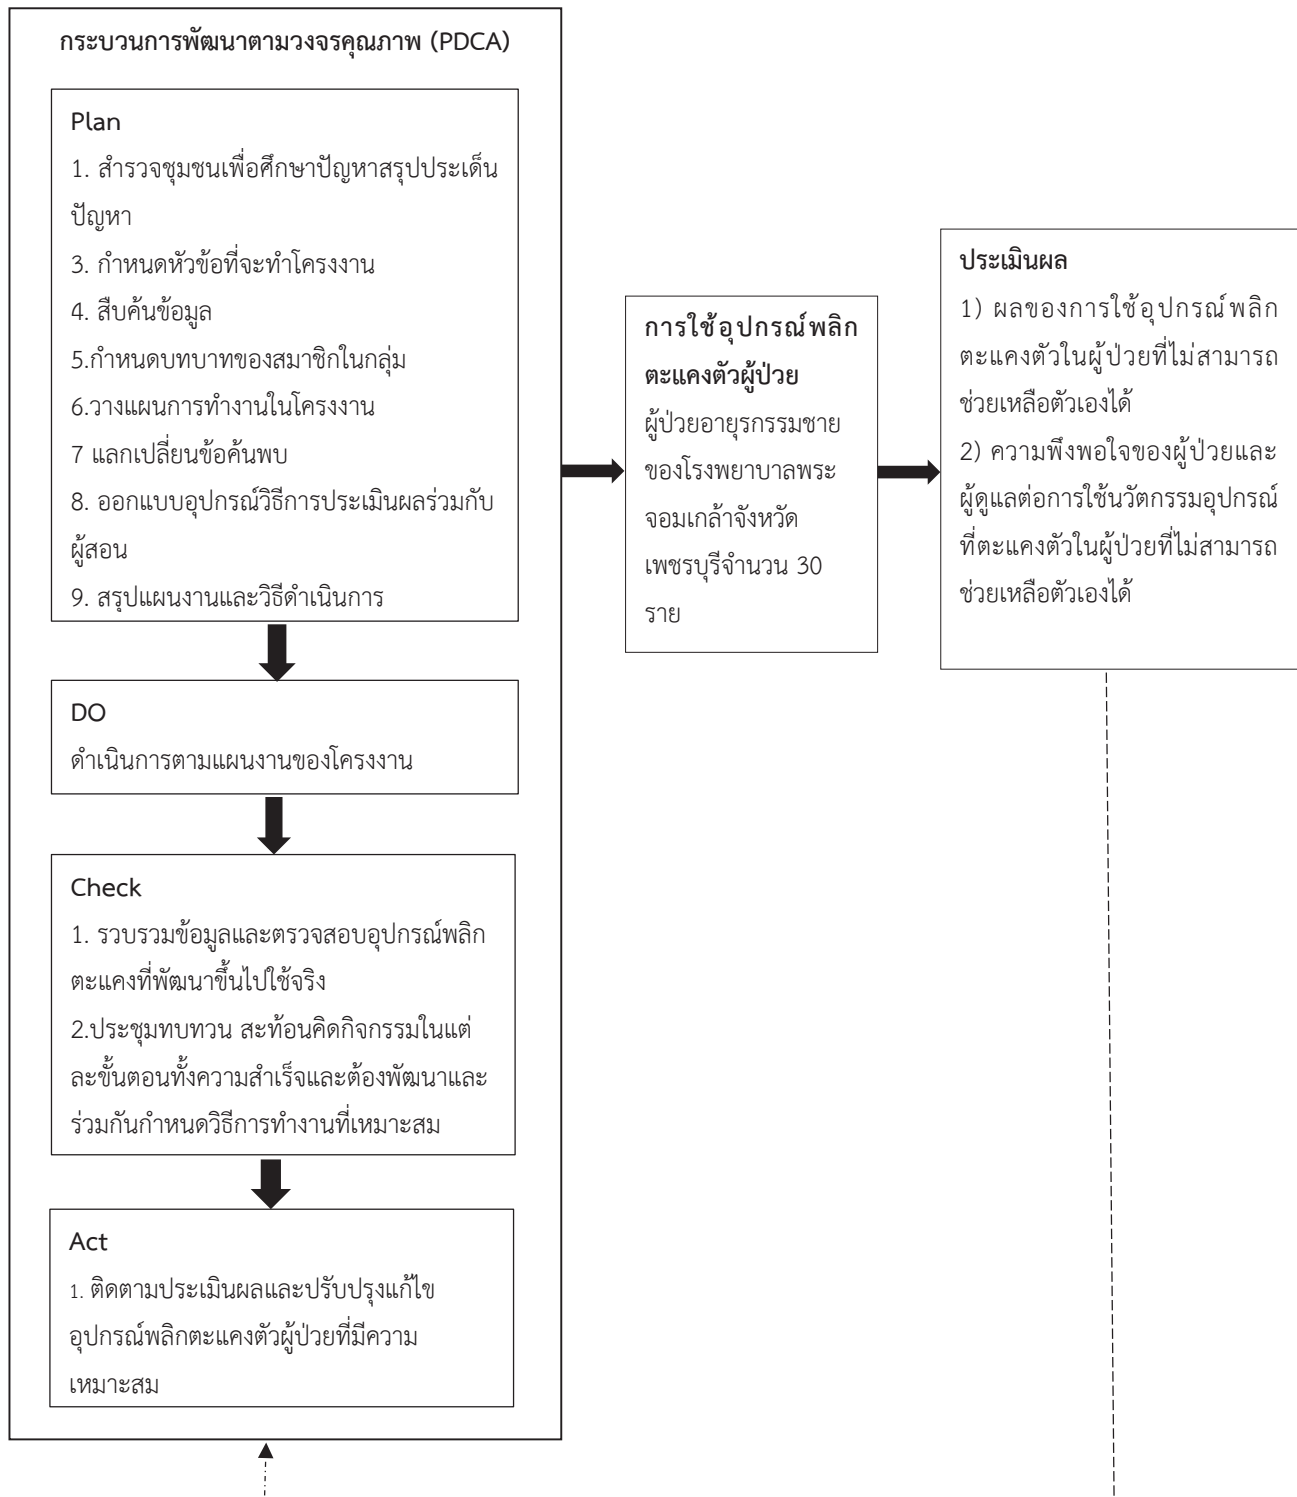 กระบวนการพัฒนาตามวงจรคุณภาพ (PDCA)
Plan
1. สำรวจชุมชนเพื่อศึกษาปัญหาสรุปประเด็น
ปัญหา
3. กำหนดหัวข้อที่จะทำโครงงาน
4. สืบค้นข้อมูล
5.กำหนดบทบาทของสมาชิกในกลุ่ม
6.วางแผนการทำงานในโครงงาน
7 แลกเปลี่ยนข้อค้นพบ
8. ออกแบบอุปกรณ์วิธีการประเมินผลร่วมกับ
ผู้สอน
9. สรุปแผนงานและวิธีดำเนินการ
DO
ดำเนินการตามแผนงานของโครงงาน
Check
1. รวบรวมข้อมูลและตรวจสอบอุปกรณ์พลิก
ตะแคงที่พัฒนาขึ้นไปใช้จริง
2.ประชุมทบทวน สะท้อนคิดกิจกรรมในแต่
ละขั้นตอนทั้งความสำเร็จและต้องพัฒนาและ
ร่วมกันกำหนดวิธีการทำงานที่เหมาะสม
Act
1. ติดตามประเมินผลและปรับปรุงแก้ไข
อุปกรณ์พลิกตะแคงตัวผู้ป่วยที่มีความ
เหมาะสม
การใช้อุปกรณ์พลิก
ตะแคงตัวผู้ป่วย
ผู้ป่วยอายุรกรรมชาย
ของโรงพยาบาลพระ
จอมเกล้าจังหวัด
เพชรบุรีจำนวน 30
ราย
ประเมินผล
1) ผลของการใช้อุปกรณ์พลิก
ตะแคงตัวในผู้ป่วยที่ไม่สามารถ
ช่วยเหลือตัวเองได้
2) ความพึงพอใจของผู้ป่วยและ
ผู้ดูแลต่อการใช้นวัตกรรมอุปกรณ์
ที่ตะแคงตัวในผู้ป่วยที่ไม่สามารถ
ช่วยเหลือตัวเองได้